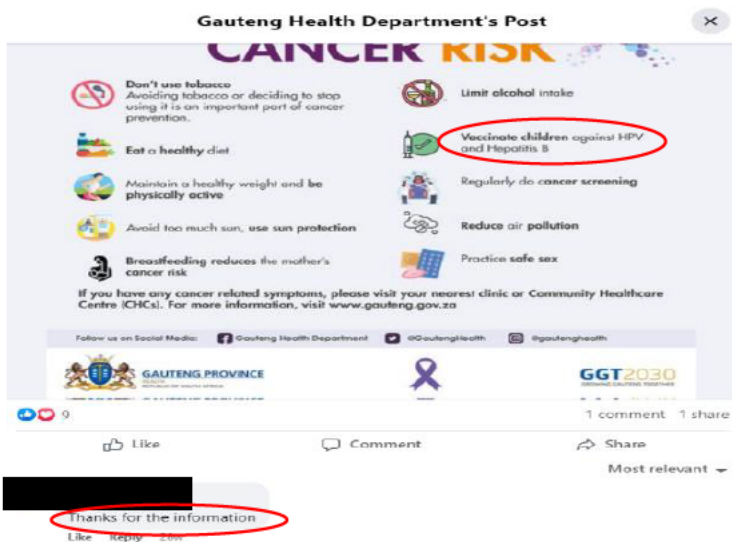 Gauteng Health Department's Post
CANCER RISK
Don't use tobacco
Avoiding tobacco or deciding to stop
using it is an important part of cancer
prevention.
Eat a healthy diet
Maintain a healthy weight and be
physically active
Avoid too much sun, use sun protection
Breastfeeding reduces the mother's
cancer risk
Limit alcohol intake
Vaccinate children against HPV
and Hepatitis B
Regularly do cancer screening
Reduce air pollution
Practice safe sex
If you have any cancer related symptoms, please visit your nearest clinic or Community Healthcare
Centre (CHCs). For more information, visit www.gauteng.gov.za
Follow us on Social Media: Gauteng Health Department @GautengHealth @gautenghealth
GAUTENG PROVINCE
HEALTH
REPUBLIC OF SOUTH AFRICA
GGT2030
GROWING GAUTENG TOGETHER
9
1 comment 1 share
Like Comment Share
Most relevant
Thanks for the information
Like Reply